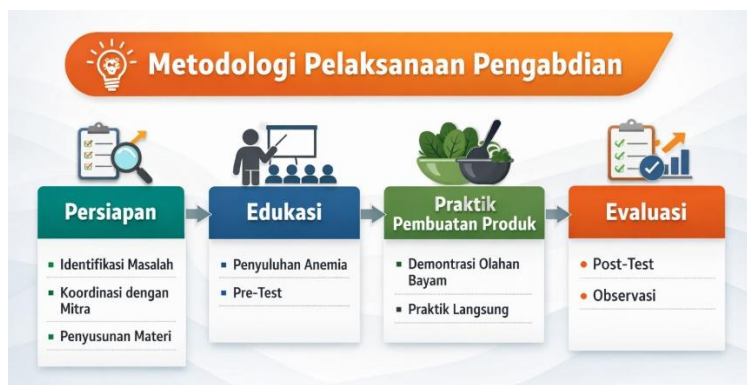 Metodologi Pelaksanaan Pengabdian
Persiapan
Identifikasi Masalah
Koordinasi dengan
Mitra
Penyusunan Materi
Edukasi
Penyuluhan Anemia
Pre-Test
Praktik
Pembuatan Produk
Demontrasi Olahan
Bayam
Praktik Langsung
Evaluasi
Post-Test
Observasi